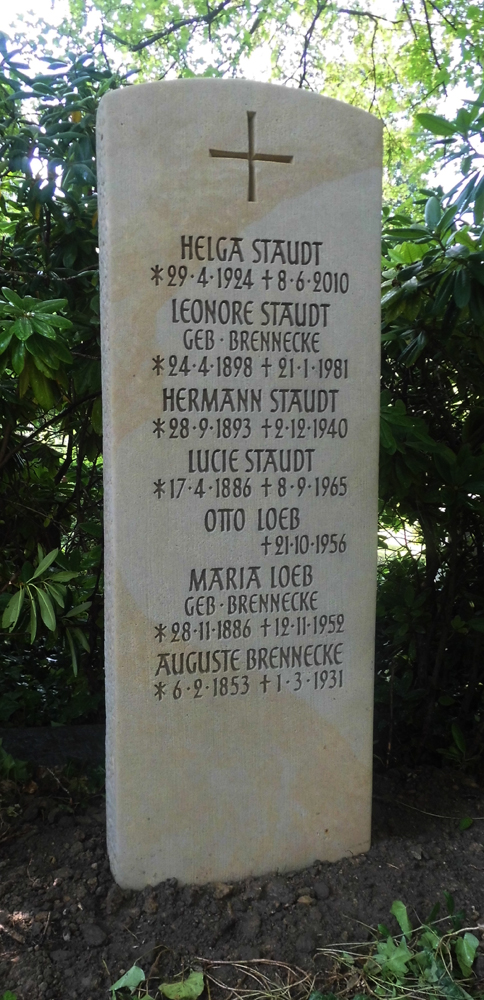 HELGA STAUDT
*29·4·1924 †8·6·2010
LEONORE STAUDT
GEB·BRENNECKE
*24·4·1898 †21·1·1981
HERMANN STAUDT
*28·9·1893 †2·12·1940
LUCIE STAUDT
*17·4·1886 †8·9·1965
OTTO LOEB
†21·10·1956
MARIA LOEB
GEB·BRENNECKE
*28·11·1886 †12·11·1952
AUGUSTE BRENNECKE
*6·2·1853 †1·3·1931